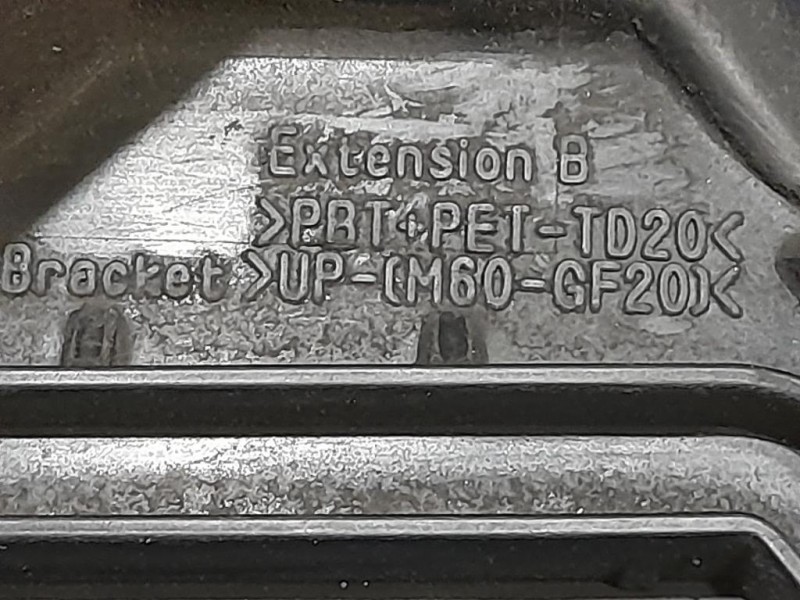 Extension B
>PBT+PET-TD20<
Bracket >UP-(M60-GF20)<